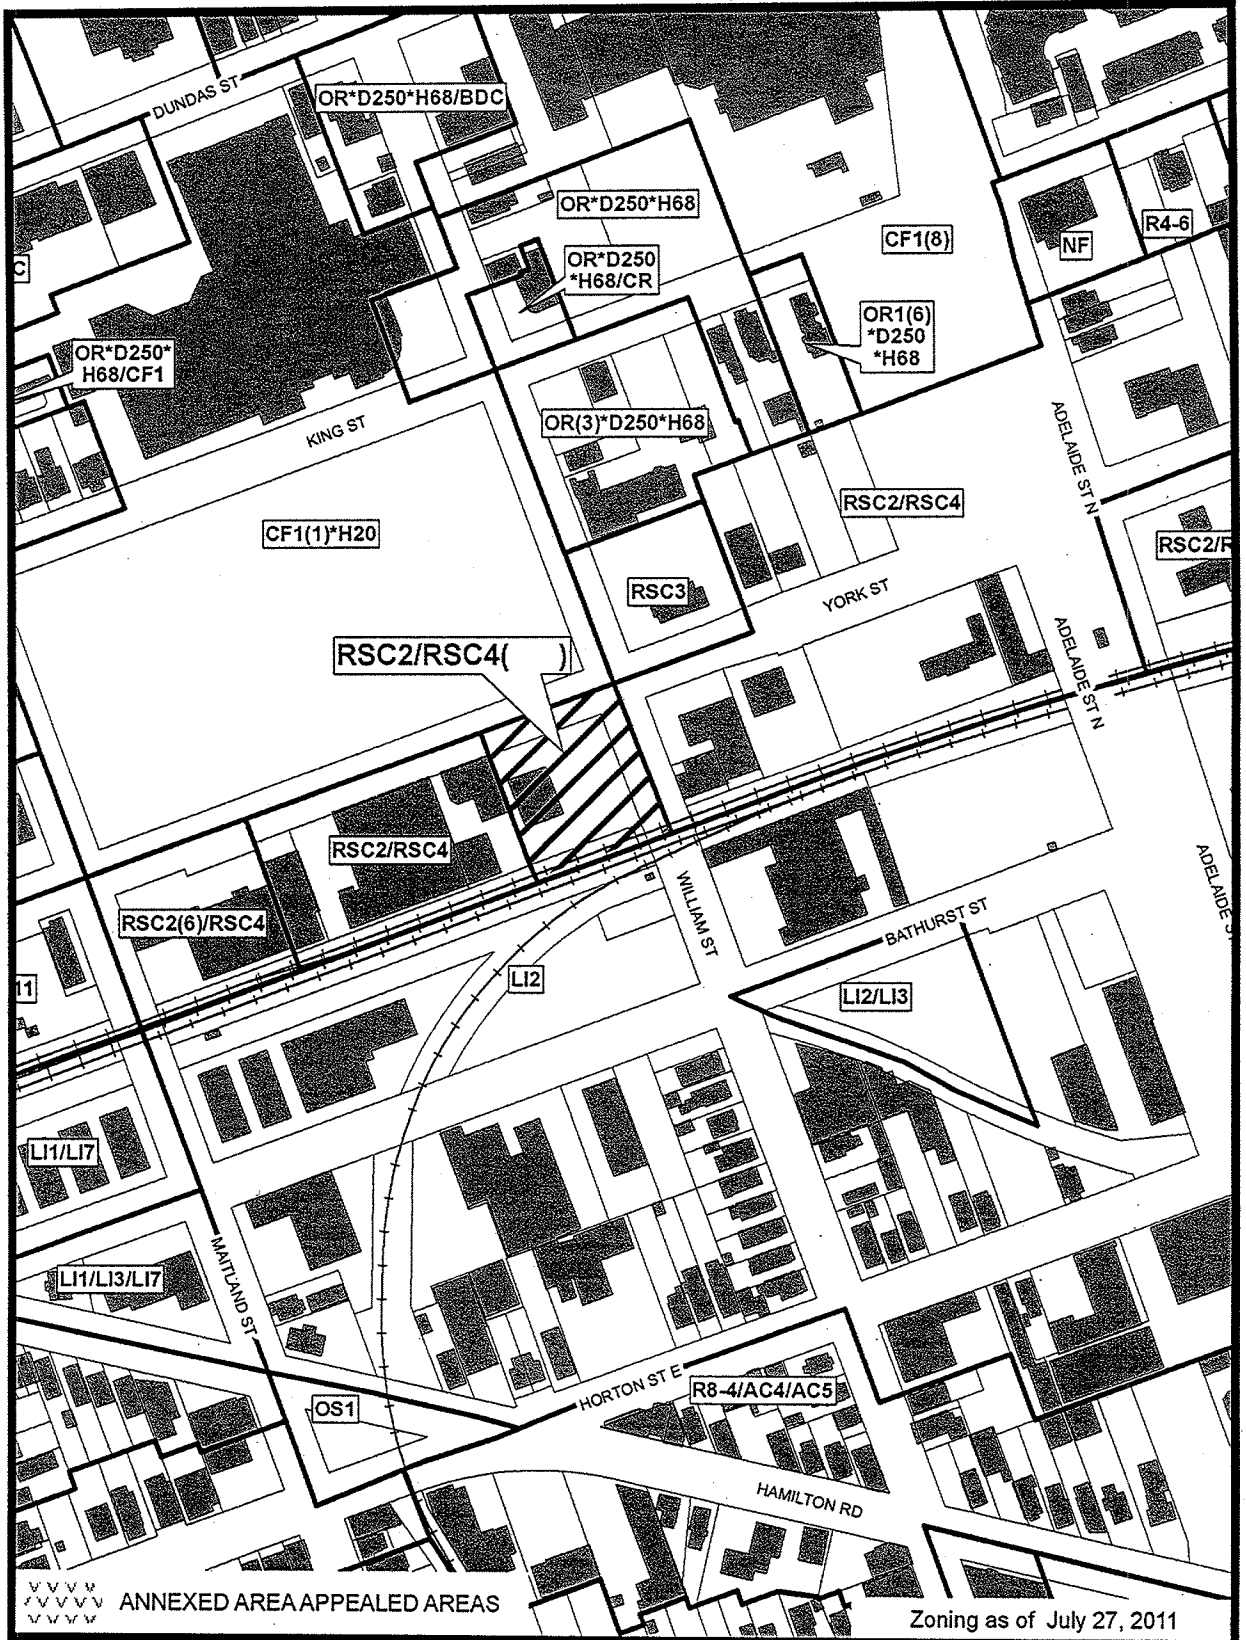 DUNDAS ST
OR*D250*H68/BDC
OR*D250*H68
CF1(8)
R4-6
NF
C
OR*D250
*H68/CR
OR1(6)
*D250
*H68
OR*D250*
H68/CF1
KING ST
OR(3)*D250*H68
ADELAIDE ST N
RSC2/RSC4
CF1(1)*H20
RSC2/R
RSC3
YORK ST
RSC2/RSC4( )
ADELAIDE ST N
RSC2/RSC4
WILLIAM ST
ADELAIDE S
RSC2(6)/RSC4
BATHURST ST
11
LI2
LI2/LI3
LI1/LI7
MAITLAND ST
LI1/LI3/LI7
HORTON ST E
R8-4/AC4/AC5
OS1
HAMILTON RD
ANNEXED AREA APPEALED AREAS
Zoning as of July 27, 2011